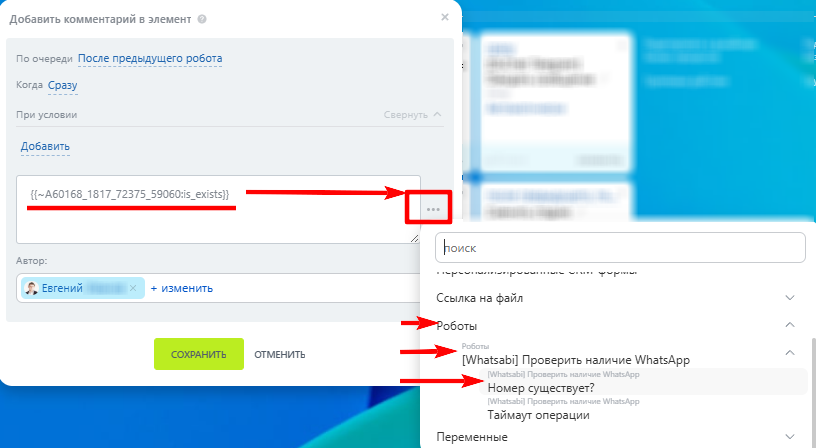 Добавить комментарий в элемент ?
По очереди После предыдущего робота
Когда Сразу
При условии Свернуть
Добавить
{{~A60168_1817_72375_59060:is_exists}}
Автор:
Евгений × + изменить
СОХРАНИТЬ ОТМЕНИТЬ
поиск
Персонализированные CRM-формы
Ссылка на файл
Роботы
Роботы
[Whatsabi] Проверить наличие WhatsApp
[Whatsabi] Проверить наличие WhatsApp
Номер существует?
[Whatsabi] Проверить наличие WhatsApp
Таймаут операции
Переменные